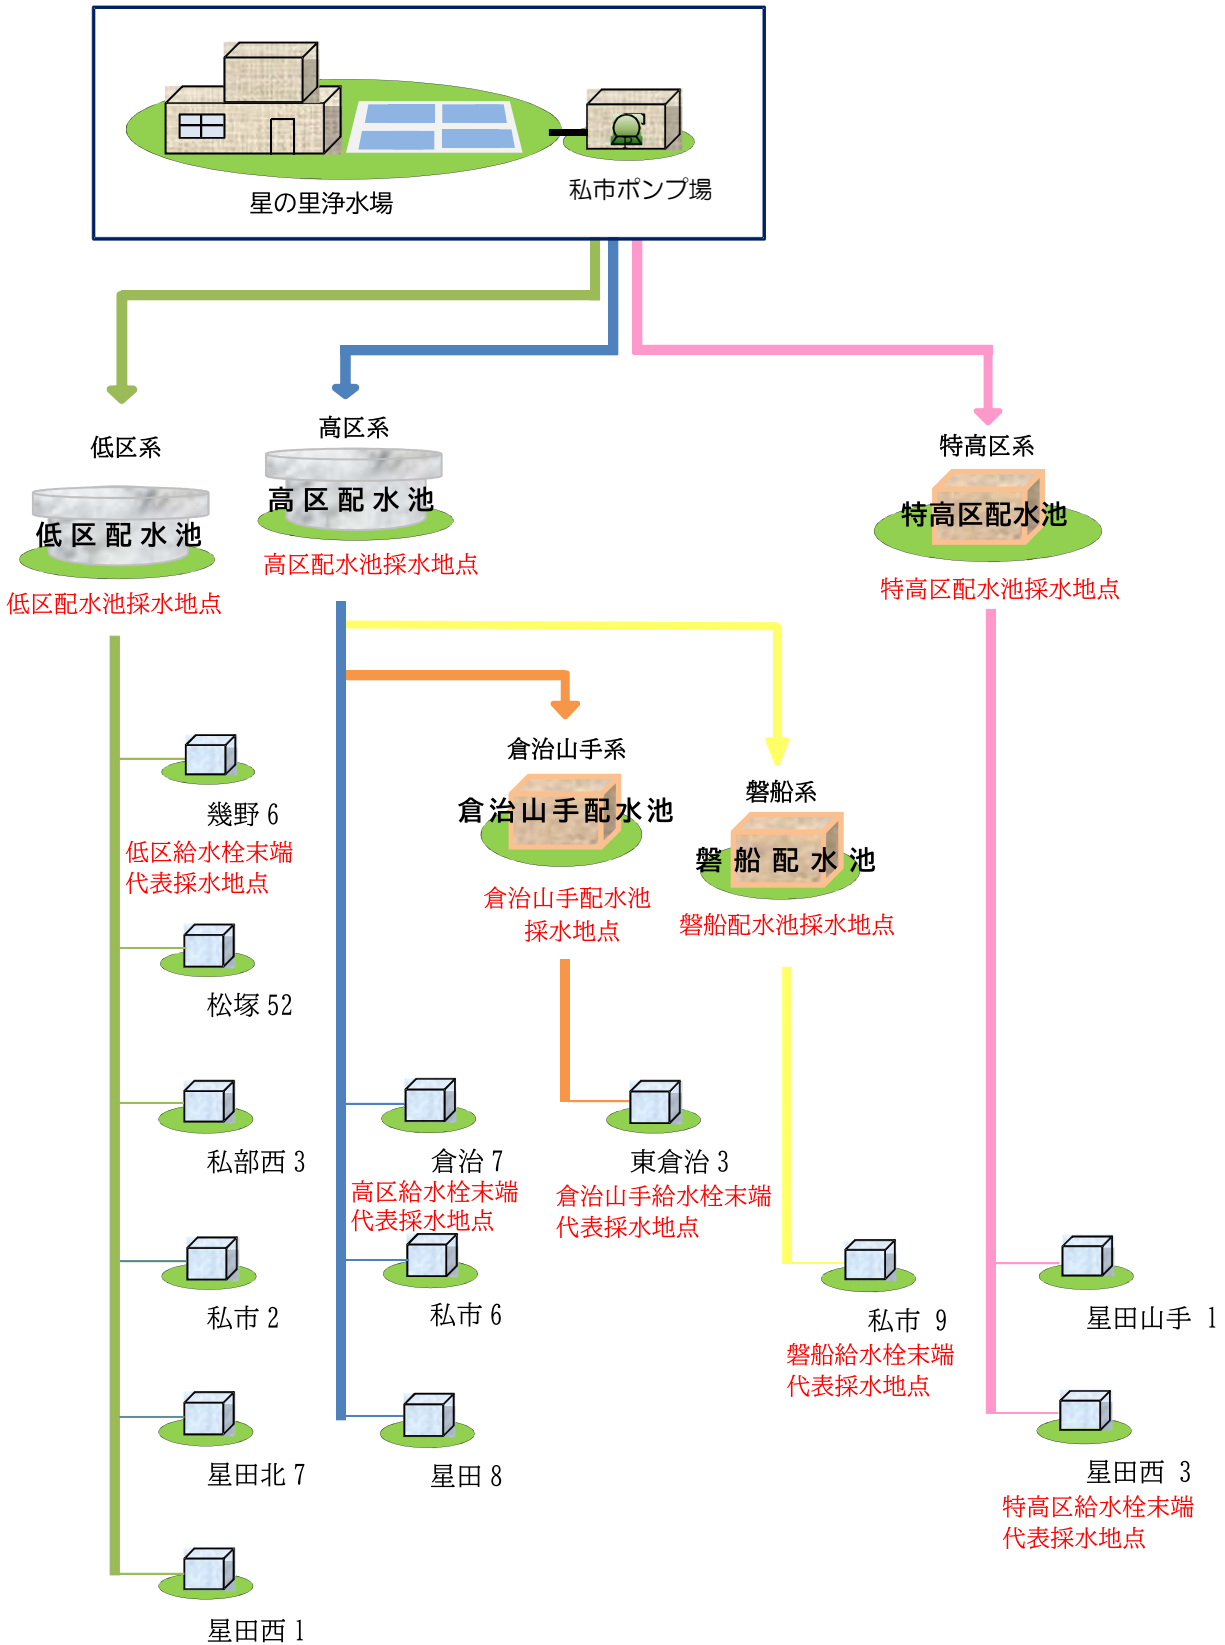 星の里浄水場
私市ポンプ場
低区系
低区配水池
低区配水池採水地点
高区系
高区配水池
高区配水池採水地点
特高区系
特高区配水池
特高区配水池採水地点
倉治山手系
倉治山手配水池
倉治山手配水池
採水地点
磐船系
磐船配水池
磐船配水池採水地点
幾野 6
低区給水栓末端
代表採水地点
松塚 52
私部西 3
私市 2
星田北 7
星田西 1
倉治 7
高区給水栓末端
代表採水地点
私市 6
星田 8
東倉治 3
倉治山手給水栓末端
代表採水地点
私市 9
磐船給水栓末端
代表採水地点
星田山手 1
星田西 3
特高区給水栓末端
代表採水地点